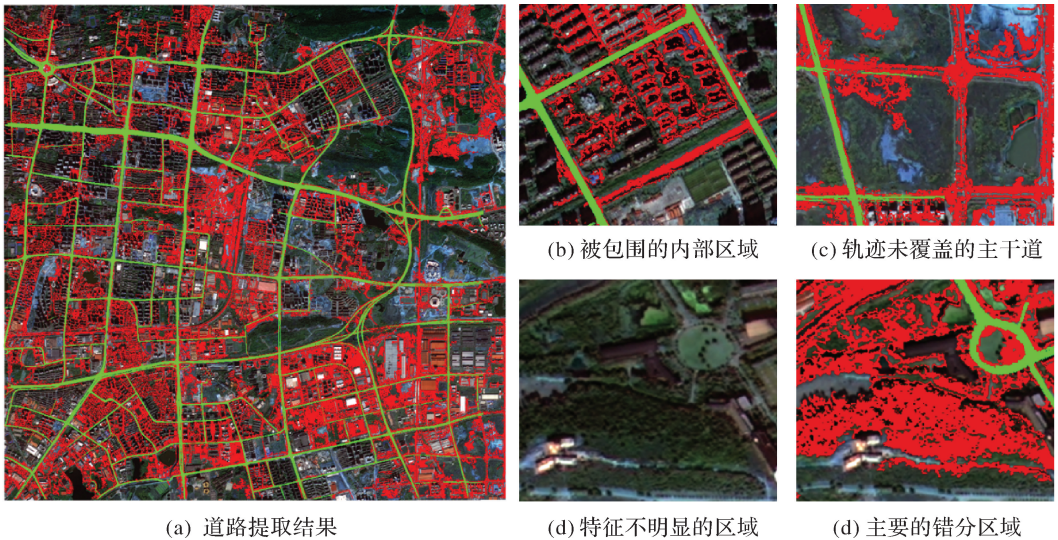 (b) 被包围的内部区域
(c) 轨迹未覆盖的主干道
(a) 道路提取结果
(d) 特征不明显的区域
(d) 主要的错分区域